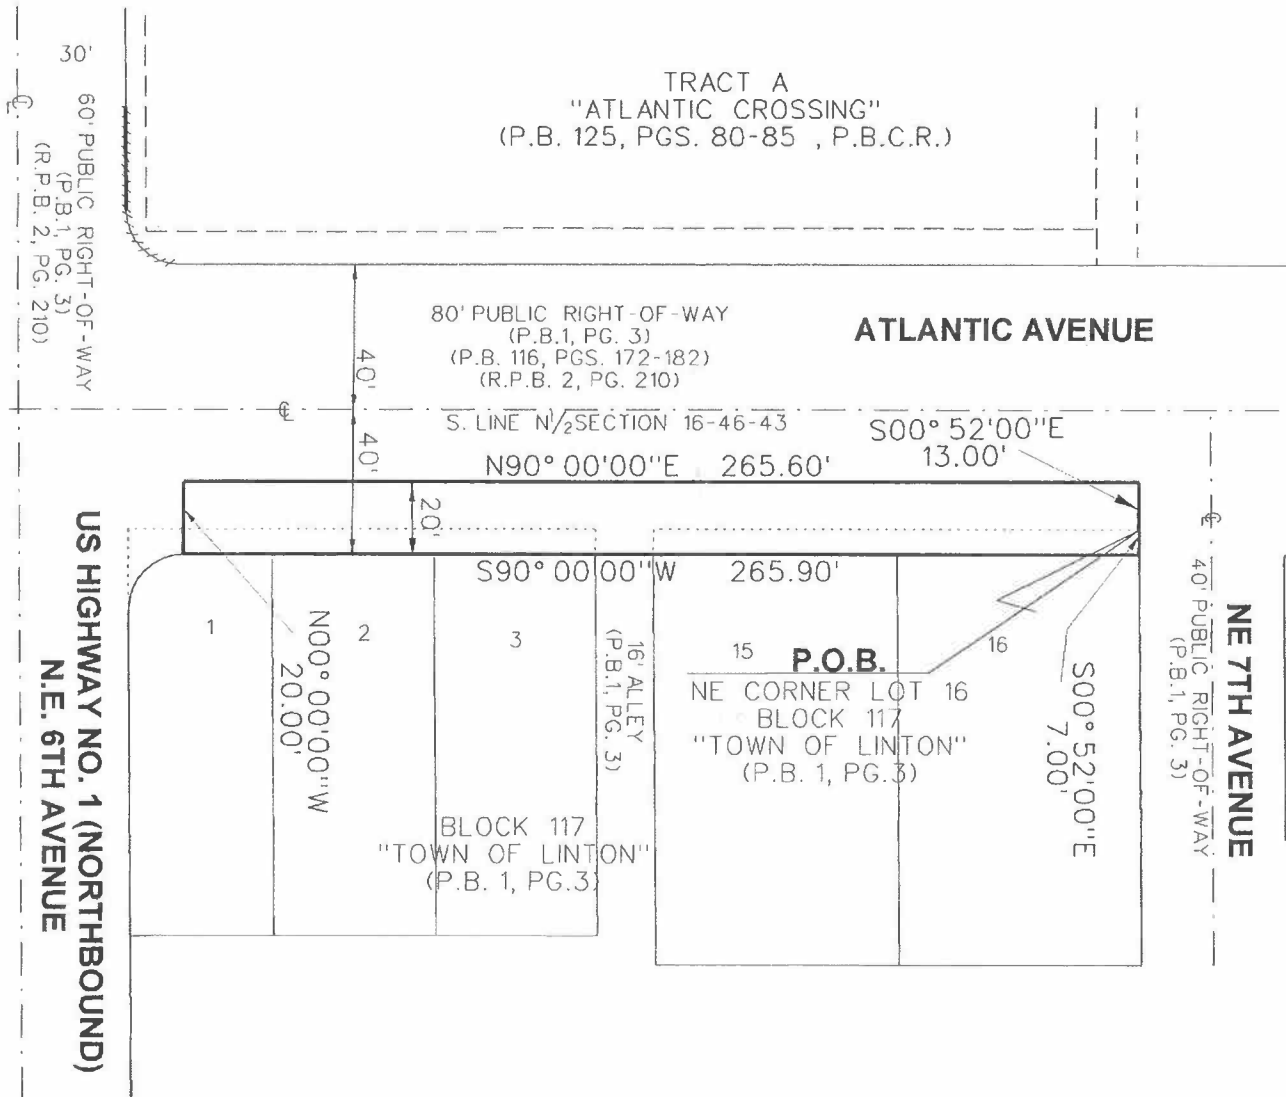 30'
60' PUBLIC RIGHT-OF-WAY
(P.B.1, PG. 3)
(R.P.B. 2, PG. 210)
TRACT A
"ATLANTIC CROSSING"
(P.B. 125, PGS. 80-85 , P.B.C.R.)
80' PUBLIC RIGHT-OF-WAY
(P.B.1, PG. 3)
(P.B. 116, PGS. 172-182)
(R.P.B. 2, PG. 210)
ATLANTIC AVENUE
40'
40'
S. LINE N1/2SECTION 16-46-43
S00°52'00"E
13.00'
N90°00'00"E 265.60'
20'
S90°00'00"W 265.90'
US HIGHWAY NO. 1 (NORTHBOUND)
N.E. 6TH AVENUE
1
2
3
N00°00'00"W
20.00'
16' ALLEY
(P.B.1, PG. 3)
15
16
P.O.B.
NE CORNER LOT 16
BLOCK 117
"TOWN OF LINTON"
(P.B. 1, PG.3)
S00°52'00"E
7.00'
40' PUBLIC RIGHT-OF-WAY
(P.B.1, PG. 3)
NE 7TH AVENUE
BLOCK 117
"TOWN OF LINTON"
(P.B. 1, PG.3)